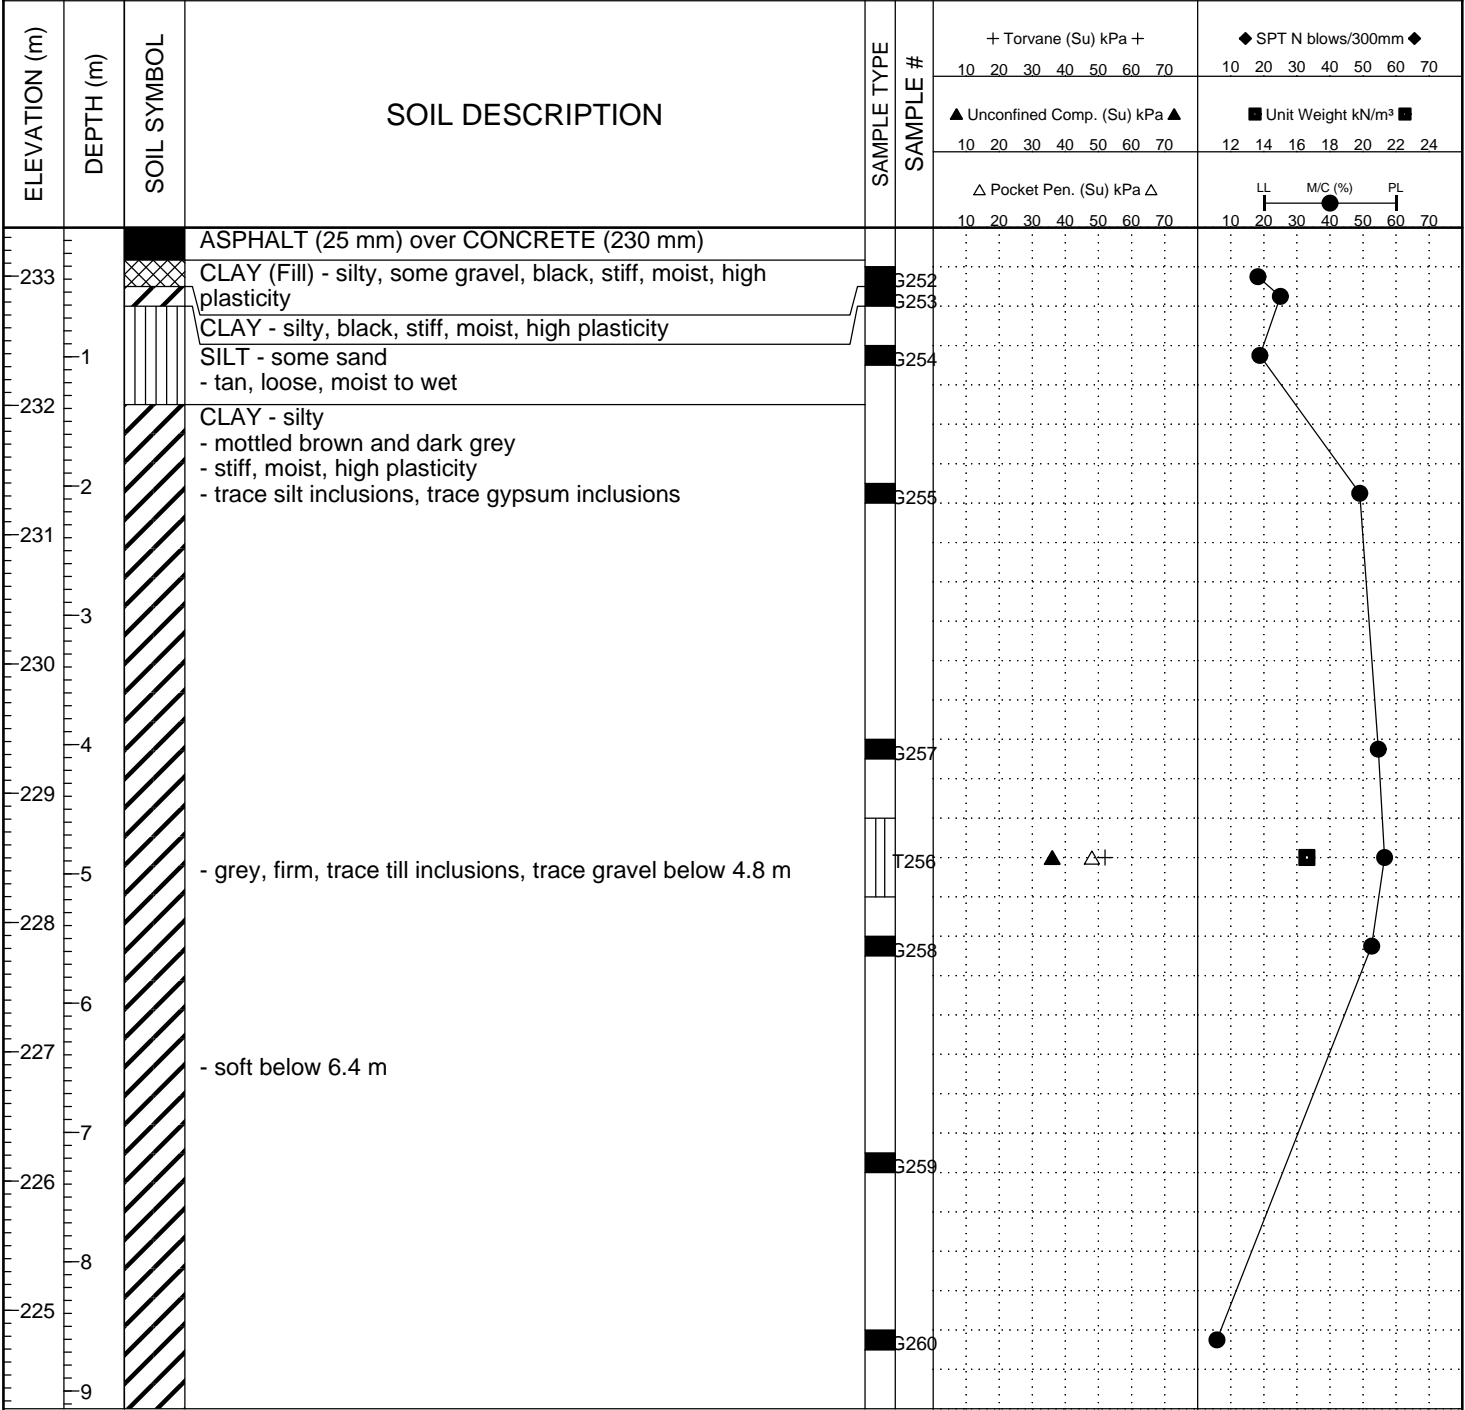 ELEVATION (m)
DEPTH (m)
SOIL SYMBOL
SOIL DESCRIPTION
SAMPLE TYPE
SAMPLE #
+ Torvane (Su) kPa +
10 20 30 40 50 60 70
▲ Unconfined Comp. (Su) kPa ▲
10 20 30 40 50 60 70
△ Pocket Pen. (Su) kPa △
10 20 30 40 50 60 70
◆ SPT N blows/300mm ◆
10 20 30 40 50 60 70
Unit Weight kN/m³
12 14 16 18 20 22 24
LL M/C (%) PL
10 20 30 40 50 60 70
ASPHALT (25 mm) over CONCRETE (230 mm)
233
CLAY (Fill) - silty, some gravel, black, stiff, moist, high
plasticity
G252
G253
CLAY - silty, black, stiff, moist, high plasticity
1
SILT - some sand
G254
- tan, loose, moist to wet
232
CLAY - silty
- mottled brown and dark grey
- stiff, moist, high plasticity
2
- trace silt inclusions, trace gypsum inclusions
G255
231
3
230
4
G257
229
T256
5
- grey, firm, trace till inclusions, trace gravel below 4.8 m
228
G258
6
227
- soft below 6.4 m
7
G259
226
8
225
G260
9